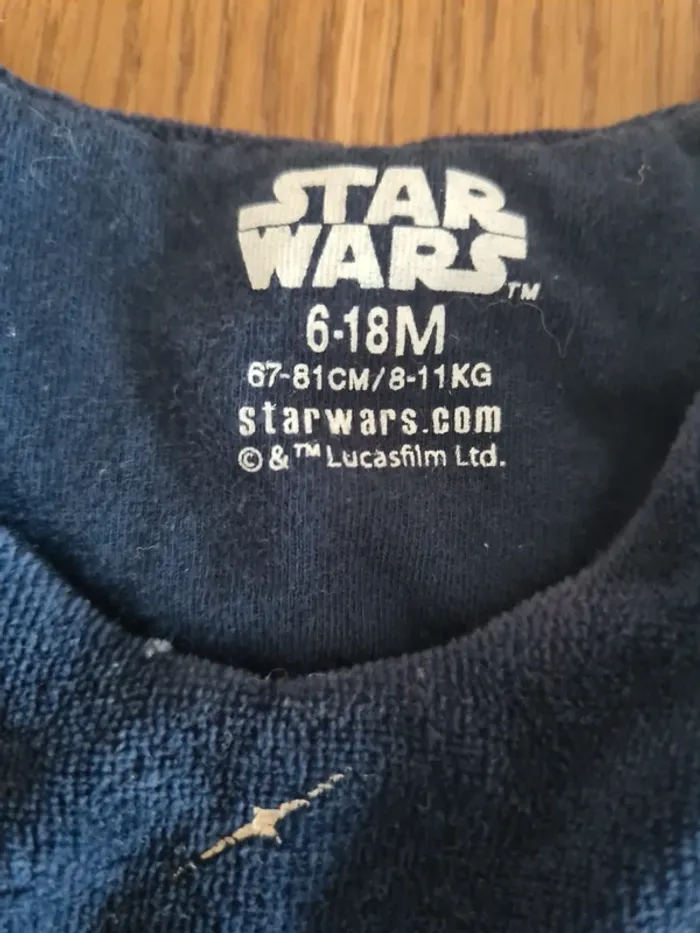 STAR
WARS™
6-18M
67-81CM/8-11KG
starwars.com
© & ™ Lucasfilm Ltd.